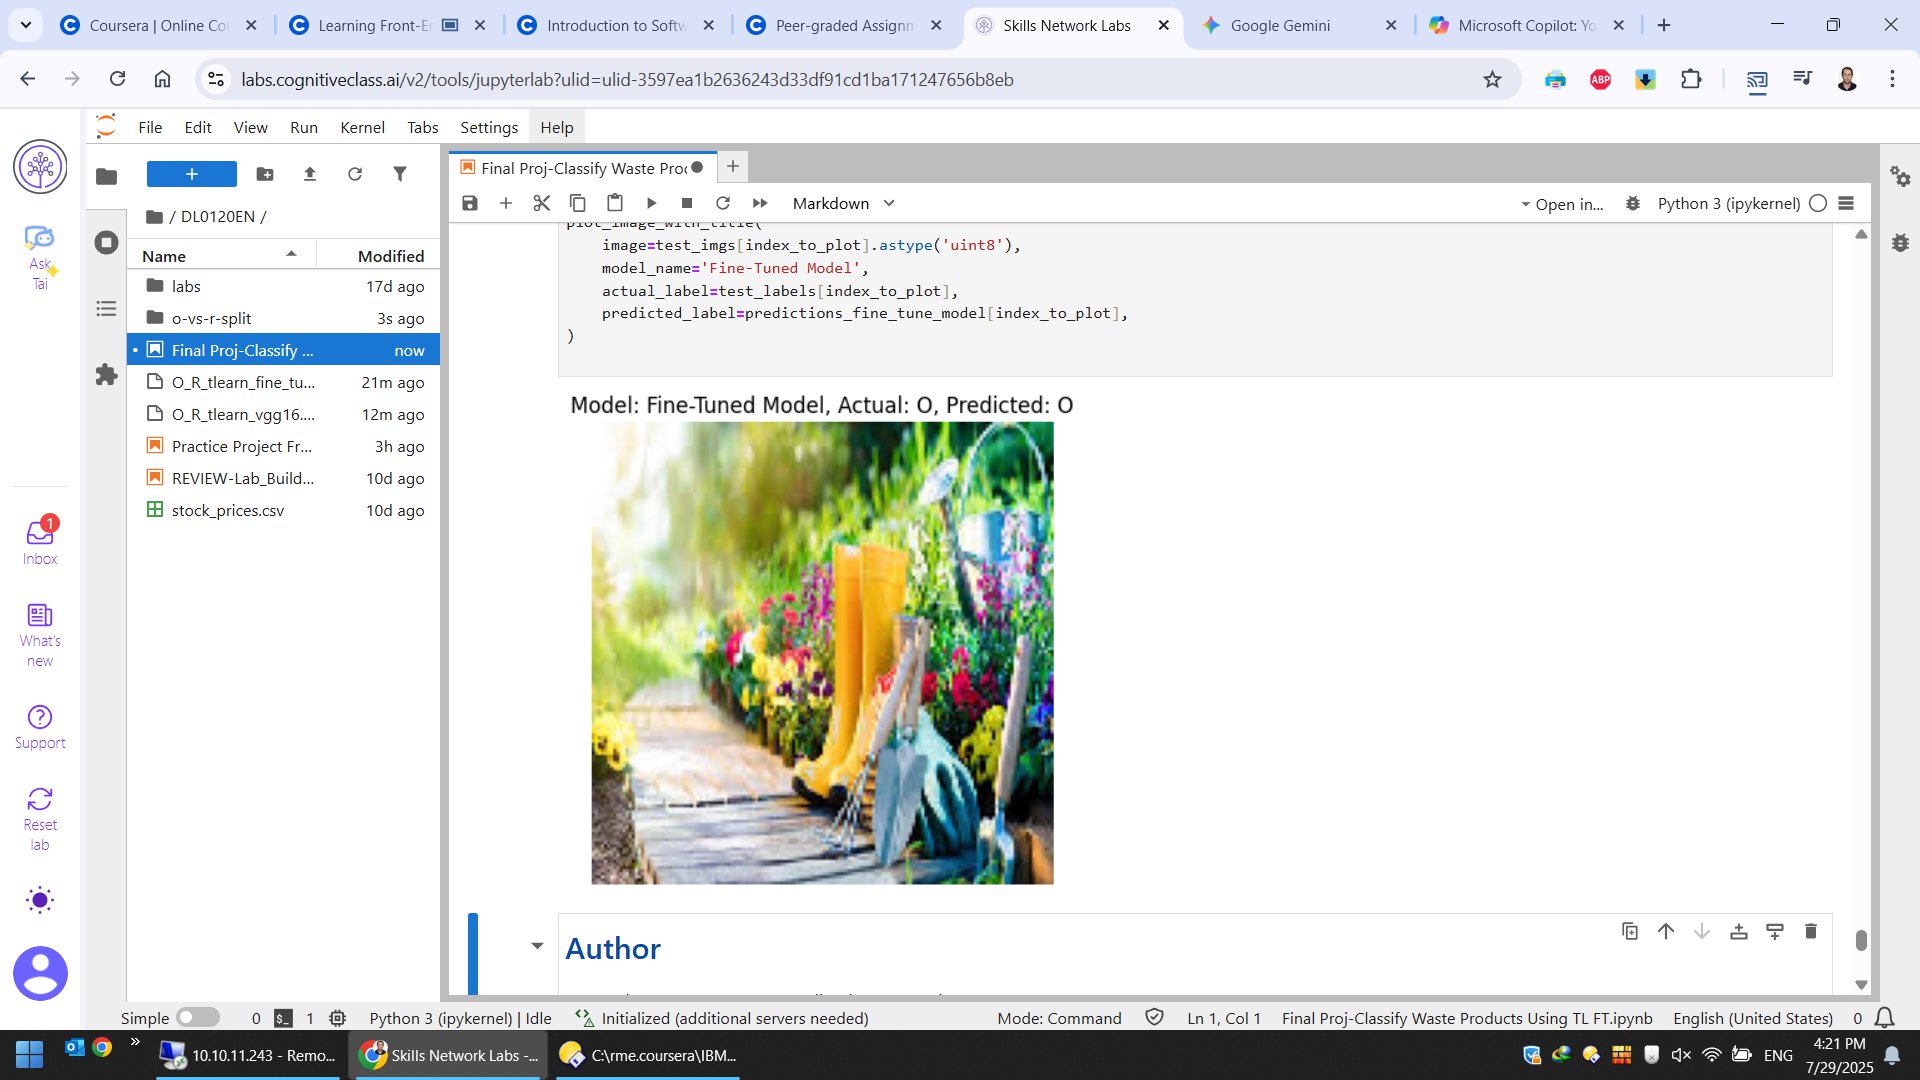 Coursera | Online Co
Learning Front-En
Introduction to Softw
Peer-graded Assignm
Skills Network Labs
Google Gemini
Microsoft Copilot: Yo
labs.cognitiveclass.ai/v2/tools/jupyterlab?ulid=ulid-3597ea1b2636243d33df91cd1ba171247656b8eb
ABP
File Edit View Run Kernel Tabs Settings Help
Ask
Tai
Inbox
1
What's
new
Support
Reset
lab
/ DL0120EN /
Name Modified
labs 17d ago
o-vs-r-split 3s ago
Final Proj-Classify ... now
O_R_tlearn_fine_tu... 21m ago
O_R_tlearn_vgg16.... 12m ago
Practice Project Fr... 3h ago
REVIEW-Lab_Build... 10d ago
stock_prices.csv 10d ago
Final Proj-Classify Waste Prod
Markdown
Open in...
Python 3 (ipykernel)
plot_image_with_title(
image=test_imgs[index_to_plot].astype('uint8'),
model_name='Fine-Tuned Model',
actual_label=test_labels[index_to_plot],
predicted_label=predictions_fine_tune_model[index_to_plot],
)
Model: Fine-Tuned Model, Actual: O, Predicted: O
Author
Simple 0 1 Python 3 (ipykernel) | Idle Initialized (additional servers needed) Mode: Command Ln 1, Col 1 Final Proj-Classify Waste Products Using TL FT.ipynb English (United States) 0
10.10.11.243 - Remo...
Skills Network Labs -...
C:\rme.coursera\IBM...
ENG
4:21 PM
7/29/2025